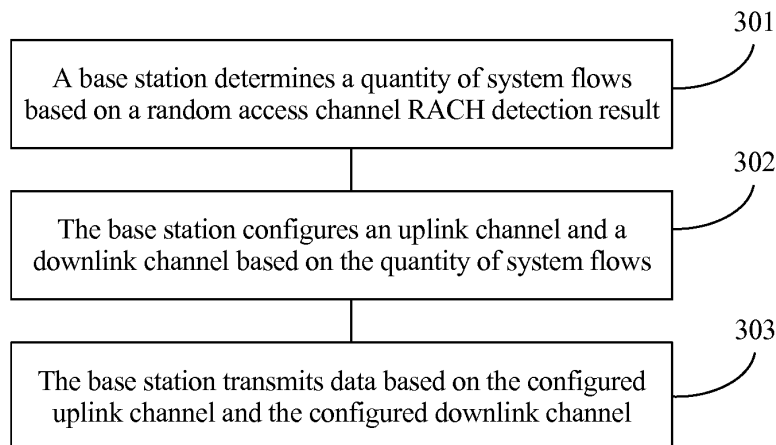 301
A base station determines a quantity of system flows
based on a random access channel RACH detection result
302
The base station configures an uplink channel and a
downlink channel based on the quantity of system flows
303
The base station transmits data based on the configured
uplink channel and the configured downlink channel